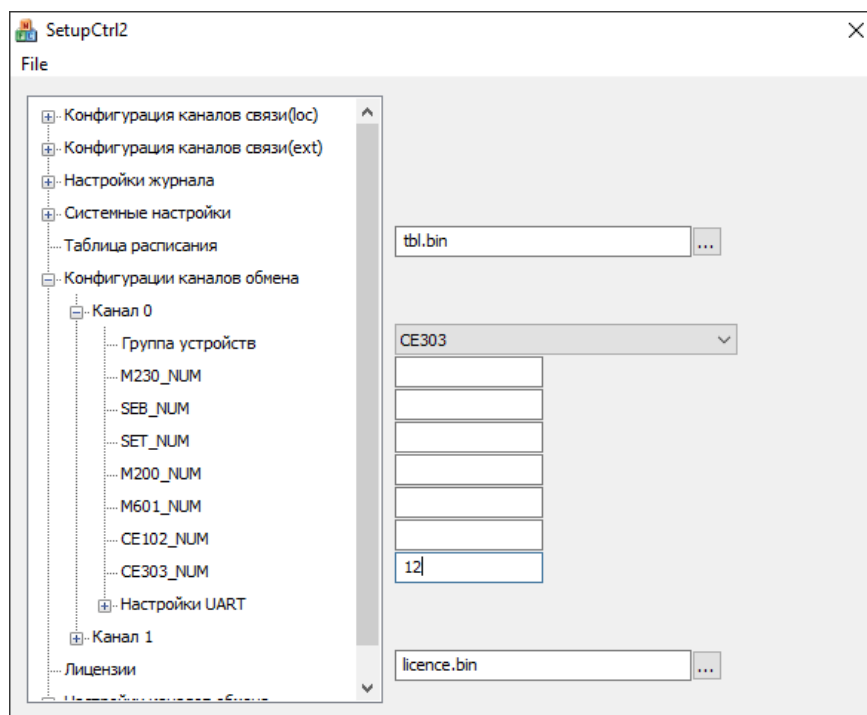 SetupCtrl2
File
Конфигурация каналов связи(loc)
Конфигурация каналов связи(ext)
Настройки журнала
Системные настройки
Таблица расписания tbl.bin ...
Конфигурации каналов обмена
Канал 0
Группа устройств CE303
M230_NUM
SEB_NUM
SET_NUM
M200_NUM
M601_NUM
CE102_NUM
CE303_NUM 12
Настройки UART
Канал 1
Лицензии licence.bin ...